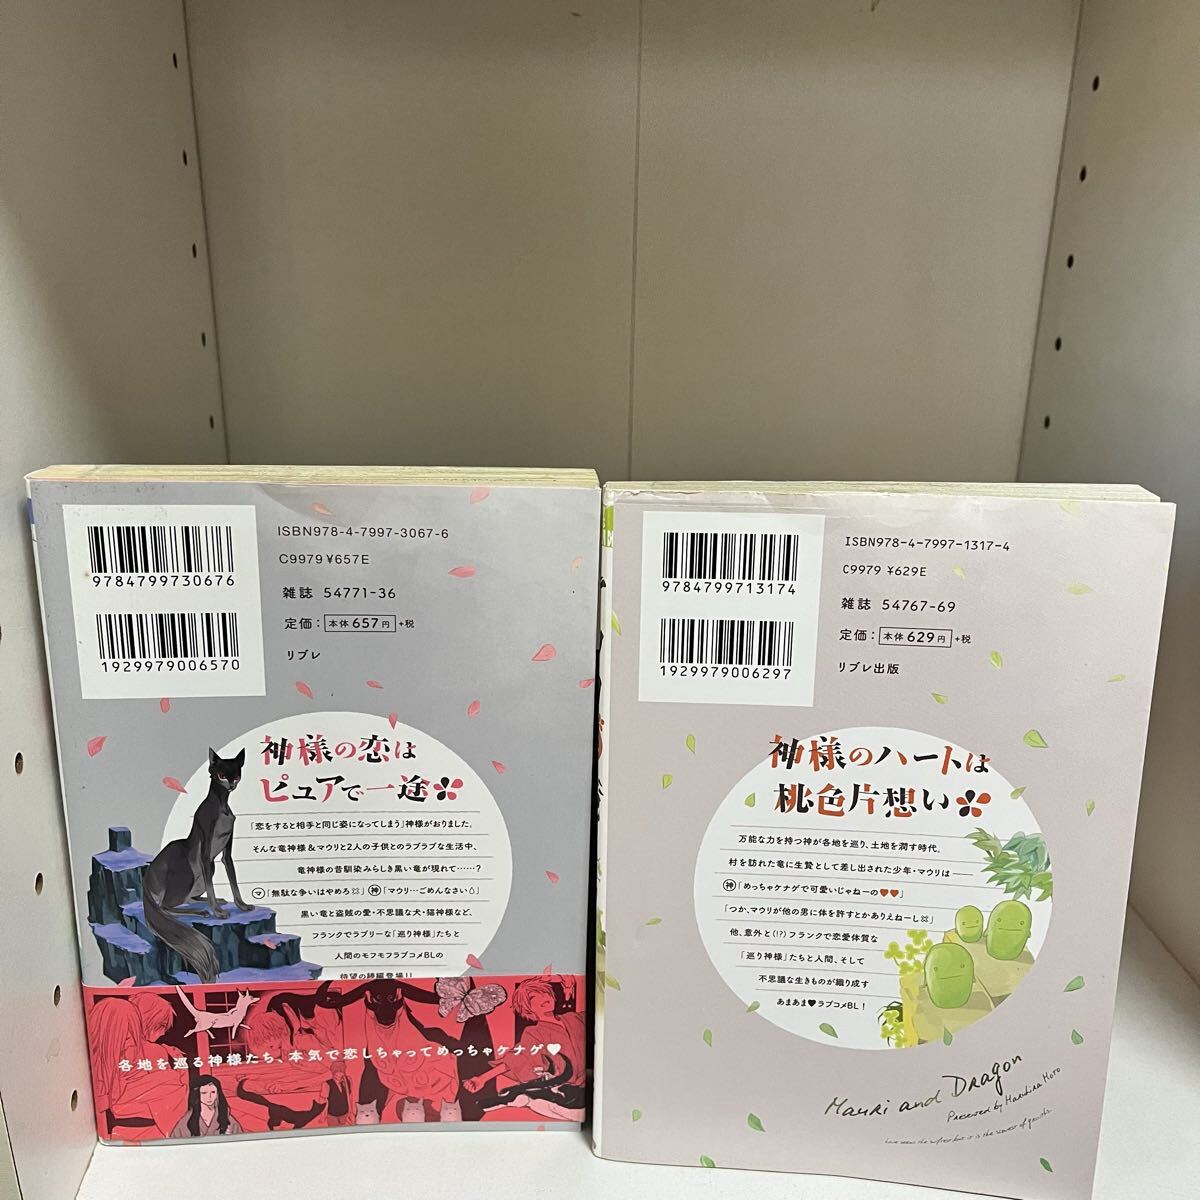 ISBN978-4-7997-3067-6
C9979 ¥657E
9784799730676
雑誌 54771-36
定価：本体657円+税
1929979006570
リブレ
神様の恋は
ピュアで一途
「恋をすると相手と同じ姿になってしまう」神様がおりました。
そんな竜神様&マウリと2人の子供とのラブラブな生活中、
竜神様の昔馴染みらしき黒い竜が現れて……？
マ「無駄な争いはやめろ」神「マウリ…ごめんなさい」
黒い竜と盗賊の愛・不思議な犬・猫神様など、
フランクでラブリーな「巡り神様」たちと
人間のモフモフラブコメBLの
待望の続編登場！！
各地を巡る神様たち、本気で恋しちゃってめっちゃケナゲ♥
ISBN978-4-7997-1317-4
C9979 ¥629E
9784799713174
雑誌 54767-69
定価：本体629円+税
1929979006297
リブレ出版
神様のハートは
桃色片想い
万能な力を持つ神が各地を巡り、土地を潤す時代。
村を訪れた竜に生贄として差し出された少年・マウリは――
神「めっちゃケナゲで可愛いじゃねーの♥♥」
「つか、マウリが他の男に体を許すとかありえねーし」
他、意外と(!?)フランクで恋愛体質な
「巡り神様」たちと人間、そして
不思議な生きものが織り成す
あまあま♥ラブコメBL！
Mauri and Dragon
Presented by Haruhira Moto